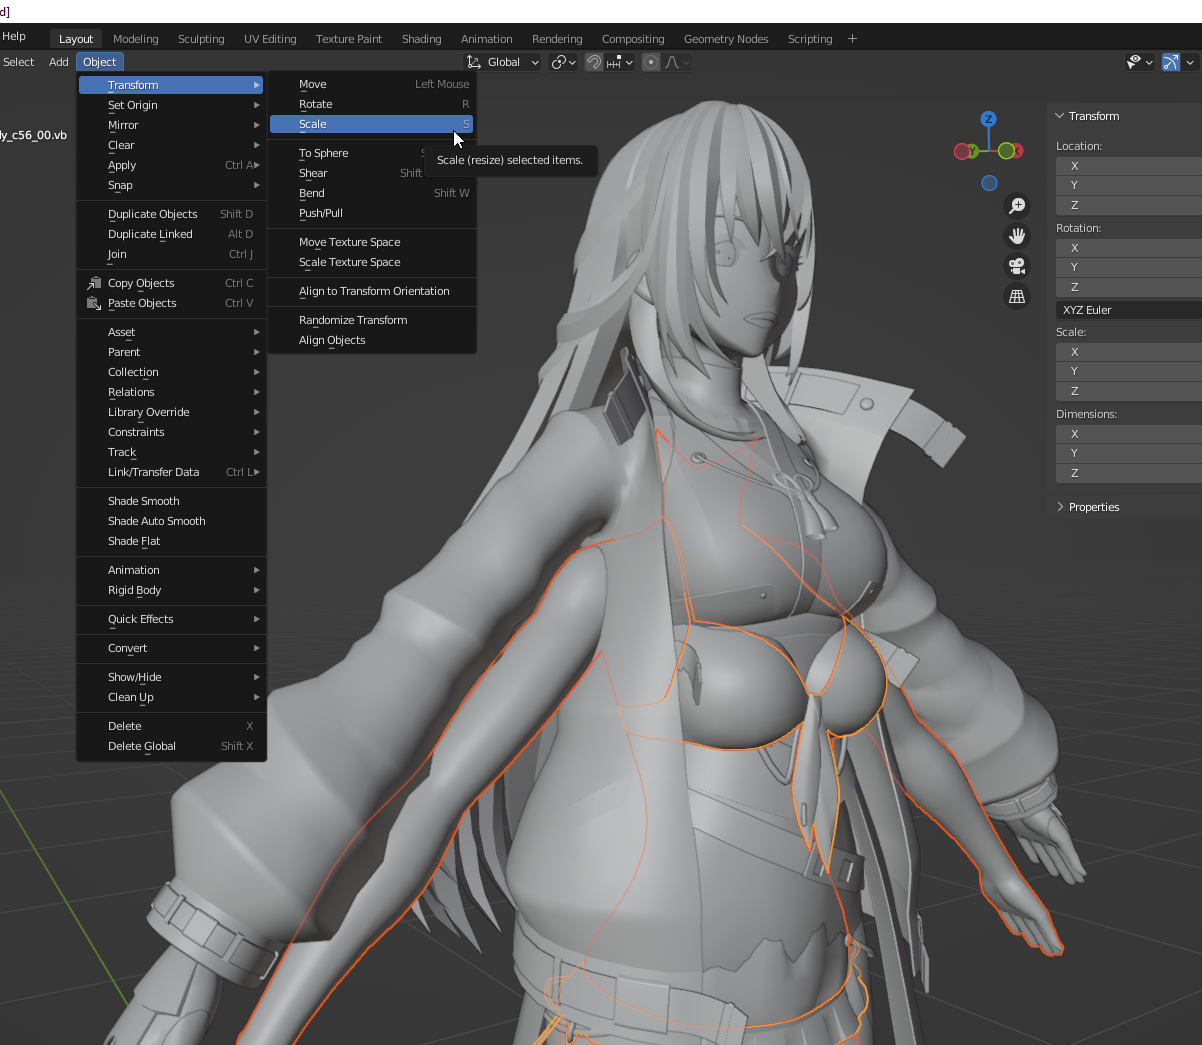 d]
Help Layout Modeling Sculpting UV Editing Texture Paint Shading Animation Rendering Compositing Geometry Nodes Scripting +
Select Add Object Global
Transform
Set Origin
Mirror
Clear
Apply Ctrl A
Snap
Duplicate Objects Shift D
Duplicate Linked Alt D
Join Ctrl J
Copy Objects Ctrl C
Paste Objects Ctrl V
Asset
Parent
Collection
Relations
Library Override
Constraints
Track
Link/Transfer Data Ctrl L
Shade Smooth
Shade Auto Smooth
Shade Flat
Animation
Rigid Body
Quick Effects
Convert
Show/Hide
Clean Up
Delete X
Delete Global Shift X
Move Left Mouse
Rotate R
Scale S
To Sphere
Shear Shift
Bend Shift W
Push/Pull
Move Texture Space
Scale Texture Space
Align to Transform Orientation
Randomize Transform
Align Objects
Scale (resize) selected items.
ly_c56_00.vb
Z
Y
X
Transform
Location:
X
Y
Z
Rotation:
X
Y
Z
XYZ Euler
Scale:
X
Y
Z
Dimensions:
X
Y
Z
Properties